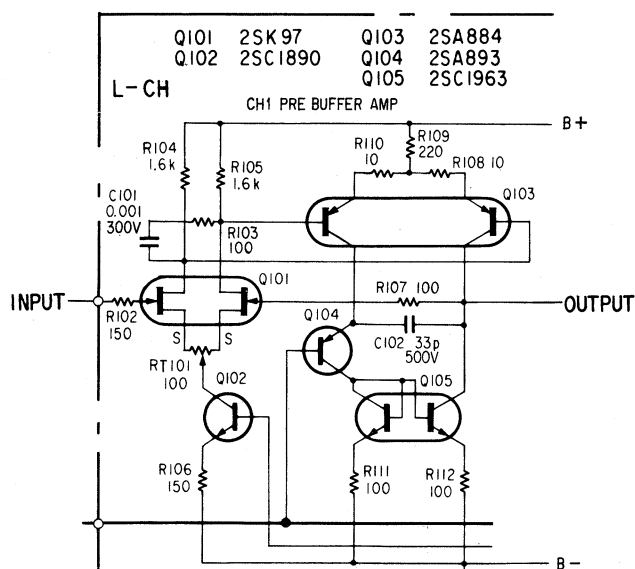 Q101 2SK97 Q103 2SA884
Q102 2SC1890 Q104 2SA893
Q105 2SC1963
L-CH
CH1 PRE BUFFER AMP
B+
R104
1.6k
R105
1.6k
R110
10
R109
220
R108 10
C101
0.001
300V
R103
100
Q103
Q101
R107 100
INPUT
OUTPUT
R102
150
Q104
C102 33p
500V
S S
RT101
100
Q102
Q105
R106
150
R111
100
R112
100
B-